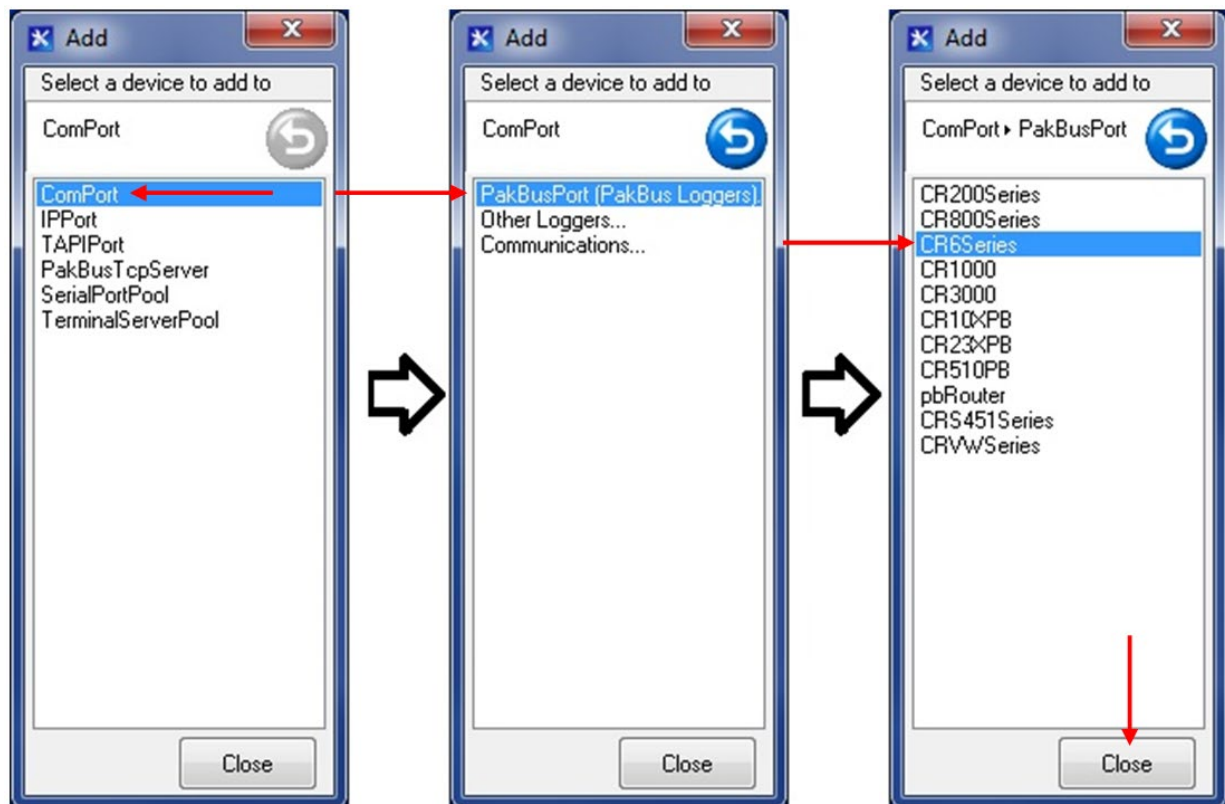 Add
Select a device to add to
ComPort
ComPort
IPPort
TAPIPort
PakBusTcpServer
SerialPortPool
TerminalServerPool
Close
Add
Select a device to add to
ComPort
PakBusPort (PakBus Loggers)
Other Loggers...
Communications...
Close
Add
Select a device to add to
ComPort ▸ PakBusPort
CR200Series
CR800Series
CR6Series
CR1000
CR3000
CR10XPB
CR23XPB
CR510PB
pbRouter
CRS451Series
CRVWSeries
Close